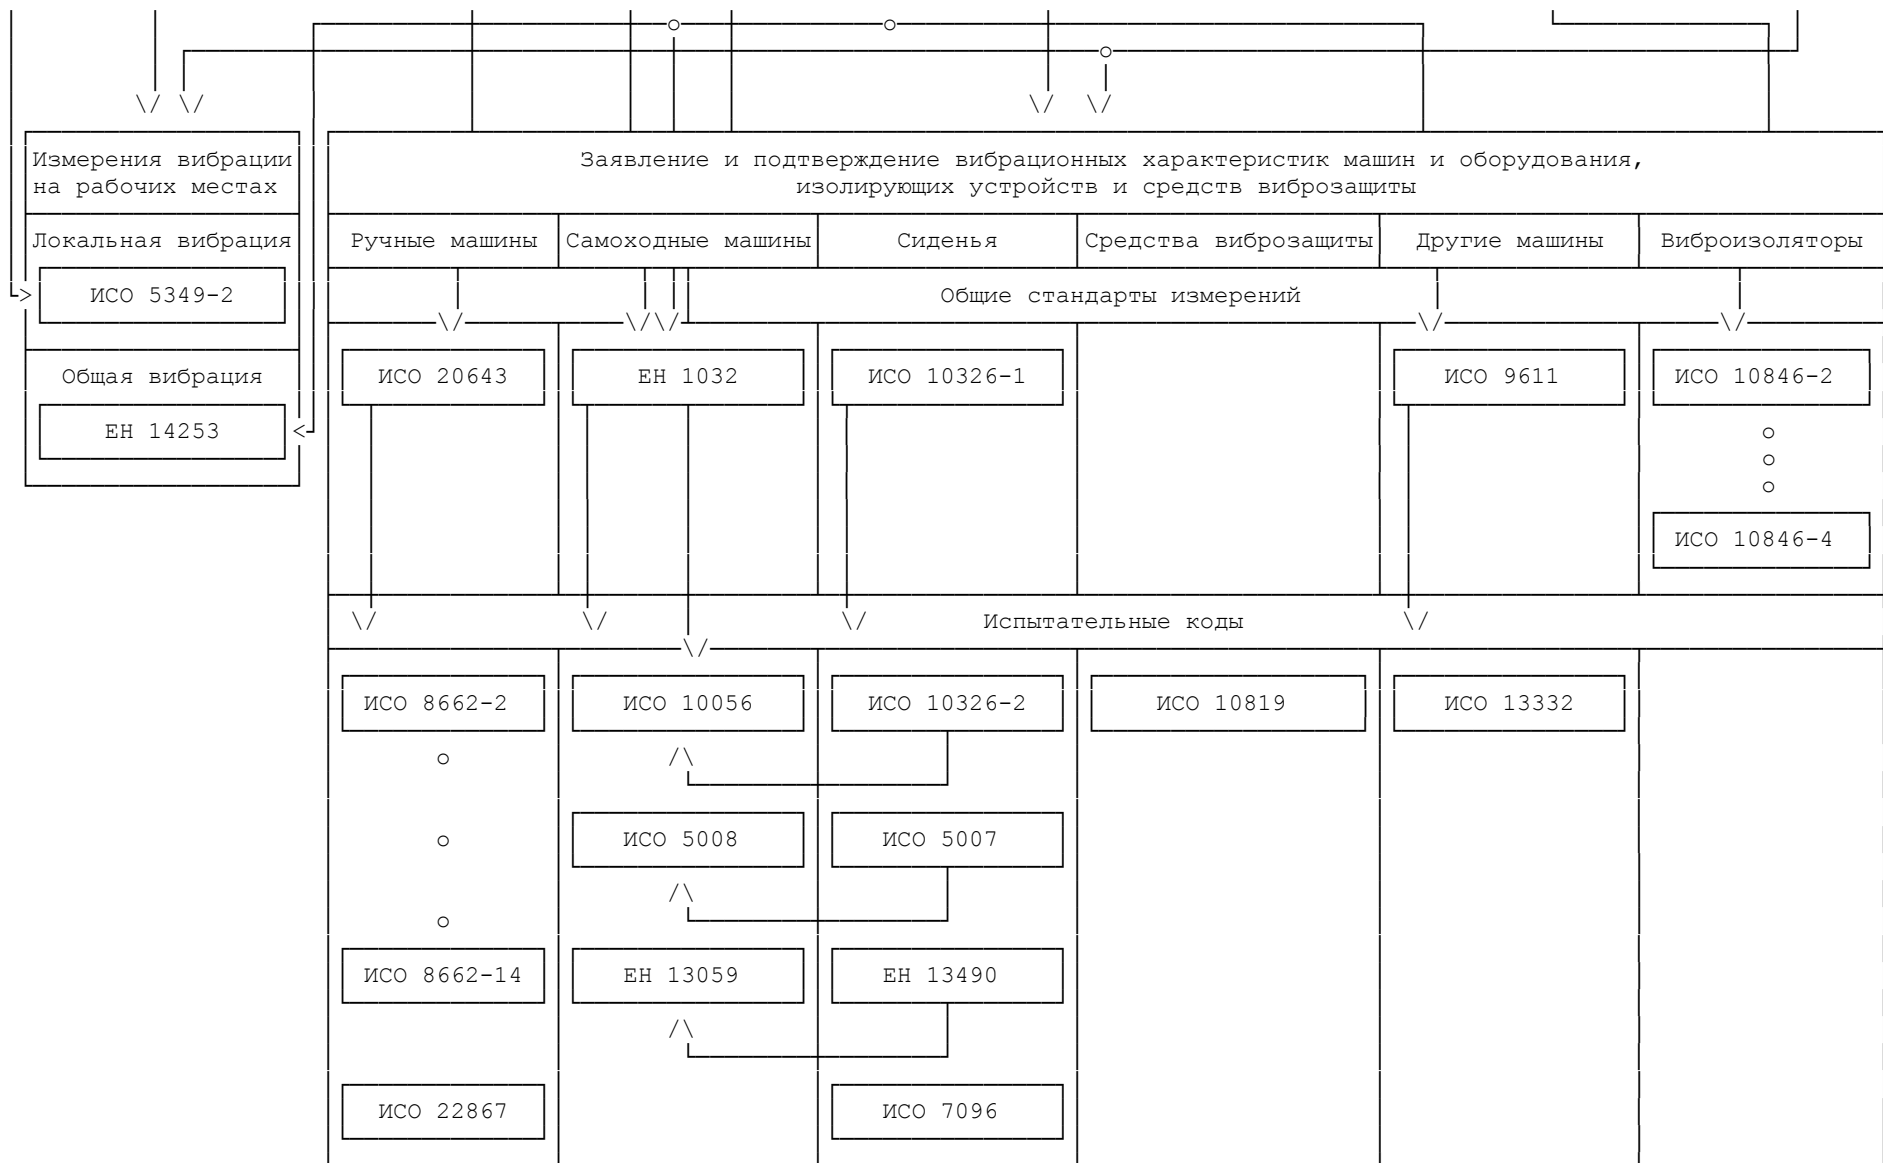 Измерения вибрации
на рабочих местах
Заявление и подтверждение вибрационных характеристик машин и оборудования,
изолирующих устройств и средств виброзащиты
Локальная вибрация
Ручные машины
Самоходные машины
Сиденья
Средства виброзащиты
Другие машины
Виброизоляторы
ИСО 5349-2
Общие стандарты измерений
Общая вибрация
ИСО 20643
ЕН 1032
ИСО 10326-1
ИСО 9611
ИСО 10846-2
ЕН 14253
ИСО 10846-4
Испытательные коды
ИСО 8662-2
ИСО 10056
ИСО 10326-2
ИСО 10819
ИСО 13332
ИСО 5008
ИСО 5007
ИСО 8662-14
ЕН 13059
ЕН 13490
ИСО 22867
ИСО 7096